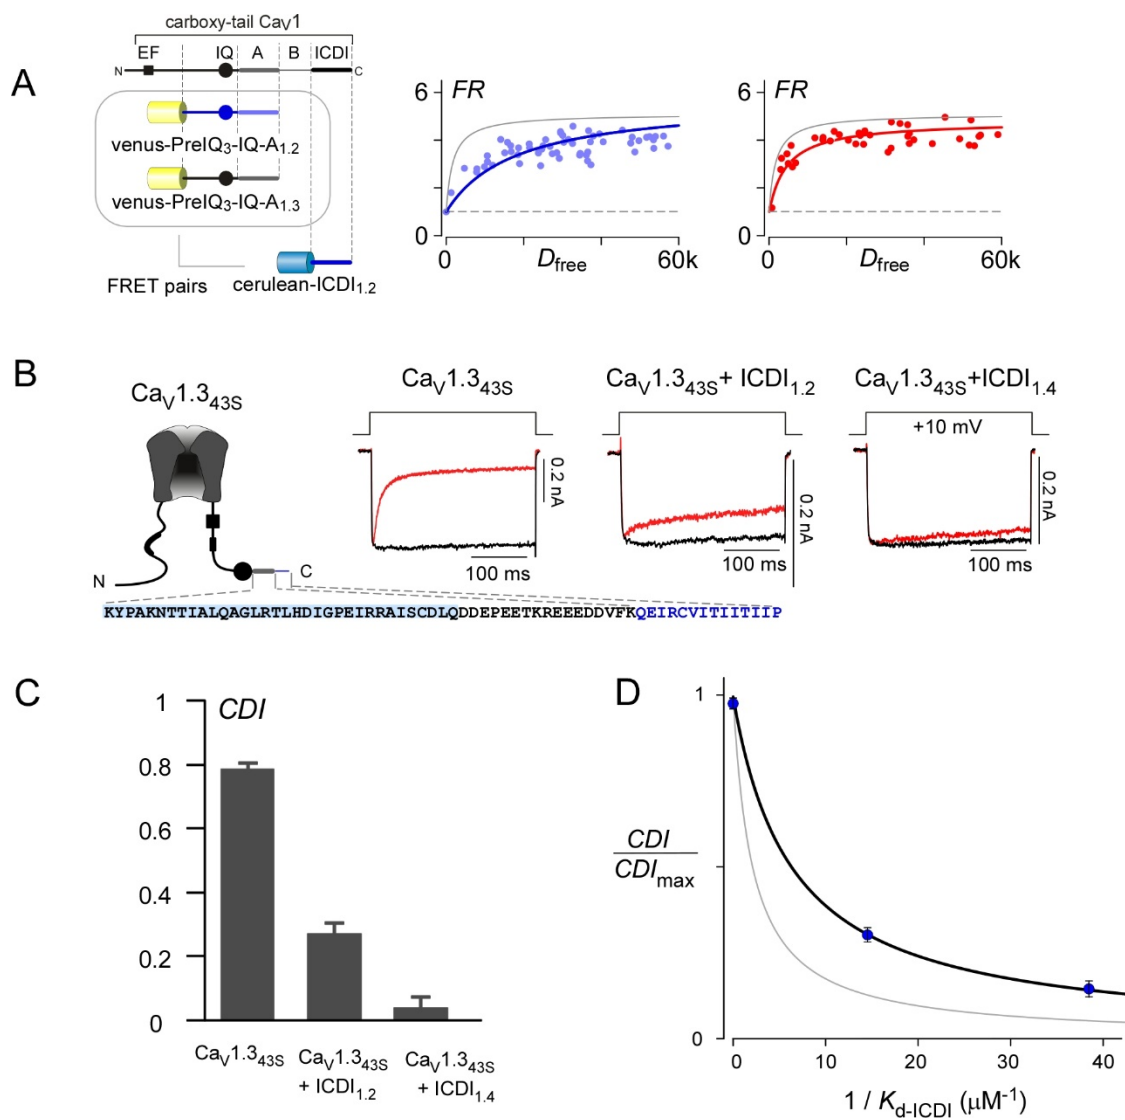 carboxy-tail CaV1
EF IQ A B ICDI
N C
A
venus-PreIQ3-IQ-A1.2
venus-PreIQ3-IQ-A1.3
FRET pairs
cerulean-ICDI1.2
6
FR
0
0 Dfree 60k
6
FR
0
0 Dfree 60k
B
CaV1.343S
N
C
CaV1.343S
0.2 nA
100 ms
CaV1.343S+ ICDI1.2
0.2 nA
100 ms
CaV1.343S+ICDI1.4
+10 mV
0.2 nA
100 ms
KYPAKNTTIALQAGLRTLHDIGPEIRRAISCDLQDDEPEETKREEEDDVFKQEIRCVITIITIIP
C
CDI
1
0.8
0.6
0.4
0.2
0
CaV1.343S
CaV1.343S
+ ICDI1.2
CaV1.343S
+ ICDI1.4
D
1
CDI
CDImax
0
0 10 20 30 40
1 / Kd-ICDI (μM-1)